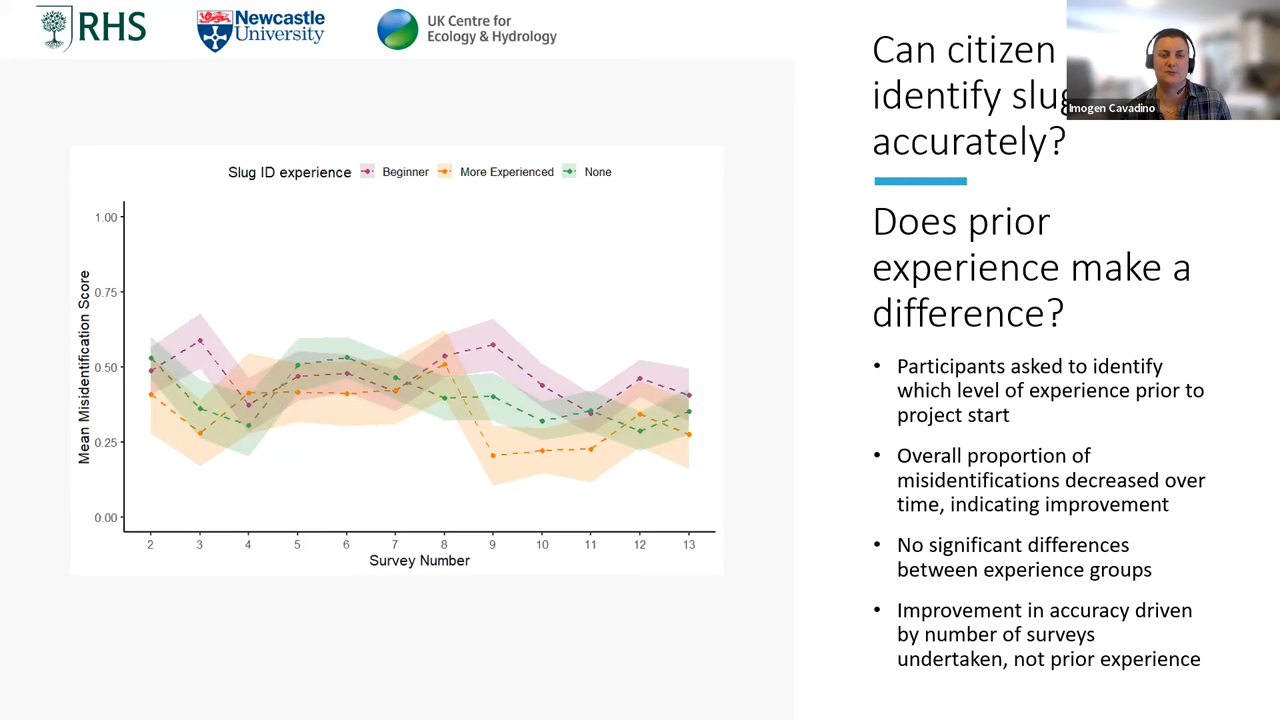 RHS
Newcastle
University
UK Centre for
Ecology & Hydrology
Can citizen
identify slug
accurately?
Imogen Cavadino
Does prior
experience make a
difference?
• Participants asked to identify
which level of experience prior to
project start
• Overall proportion of
misidentifications decreased over
time, indicating improvement
• No significant differences
between experience groups
• Improvement in accuracy driven
by number of surveys
undertaken, not prior experience
Slug ID experience Beginner More Experienced None
Mean Misidentification Score
1.00
0.75
0.50
0.25
0.00
2 3 4 5 6 7 8 9 10 11 12 13
Survey Number